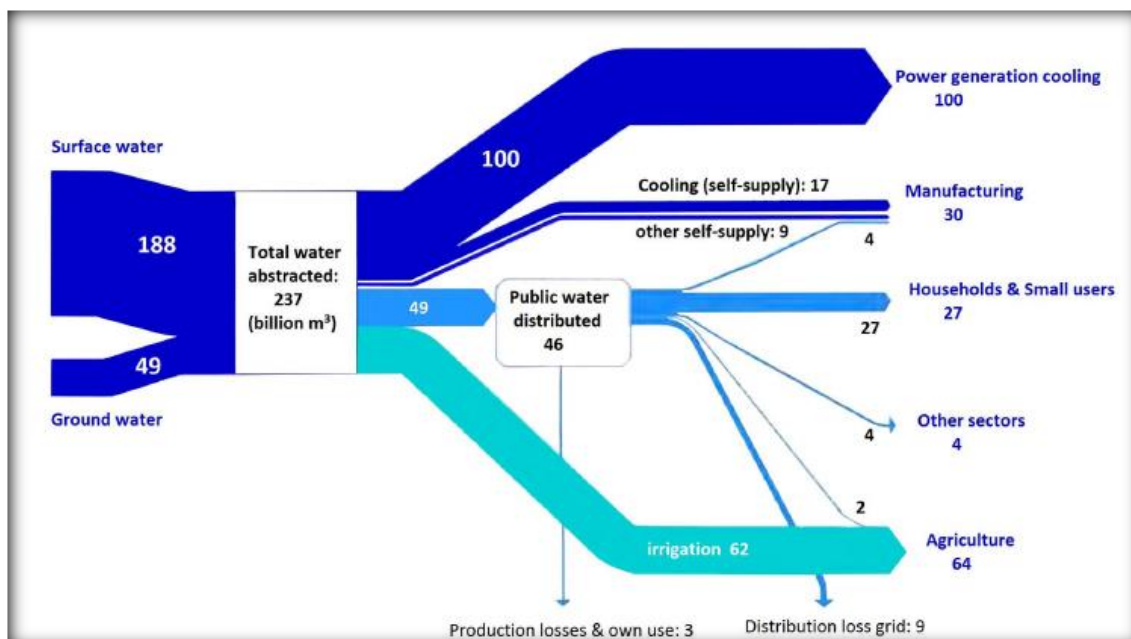 Surface water
188
49
Ground water
Total water
abstracted:
237
(billion m³)
100
Power generation cooling
100
Cooling (self-supply): 17
other self-supply: 9
4
Manufacturing
30
49
Public water
distributed
46
27
Households & Small users
27
4
Other sectors
4
2
irrigation 62
Agriculture
64
Production losses & own use: 3
Distribution loss grid: 9